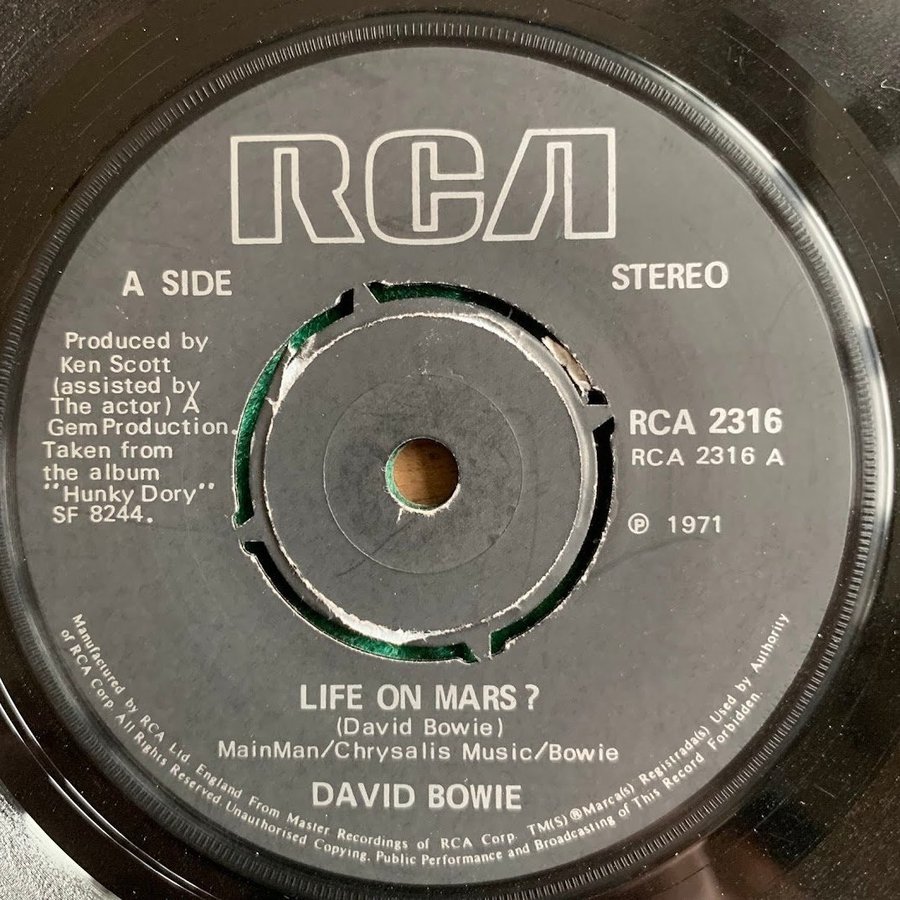 RCA
A SIDE
STEREO
Produced by
Ken Scott
(assisted by
The actor) A
Gem Production.
Taken from
the album
"Hunky Dory"
SF 8244.
RCA 2316
RCA 2316 A
℗ 1971
LIFE ON MARS?
(David Bowie)
MainMan/Chrysalis Music/Bowie
DAVID BOWIE
Manufactured by RCA Ltd England From Master Recordings of RCA Corp. TM(S) ® Marca(s) Registrada(s) Used by Authority
of RCA Corp All Rights Reserved Unauthorised Copying, Public Performance and Broadcasting of This Record Forbidden.